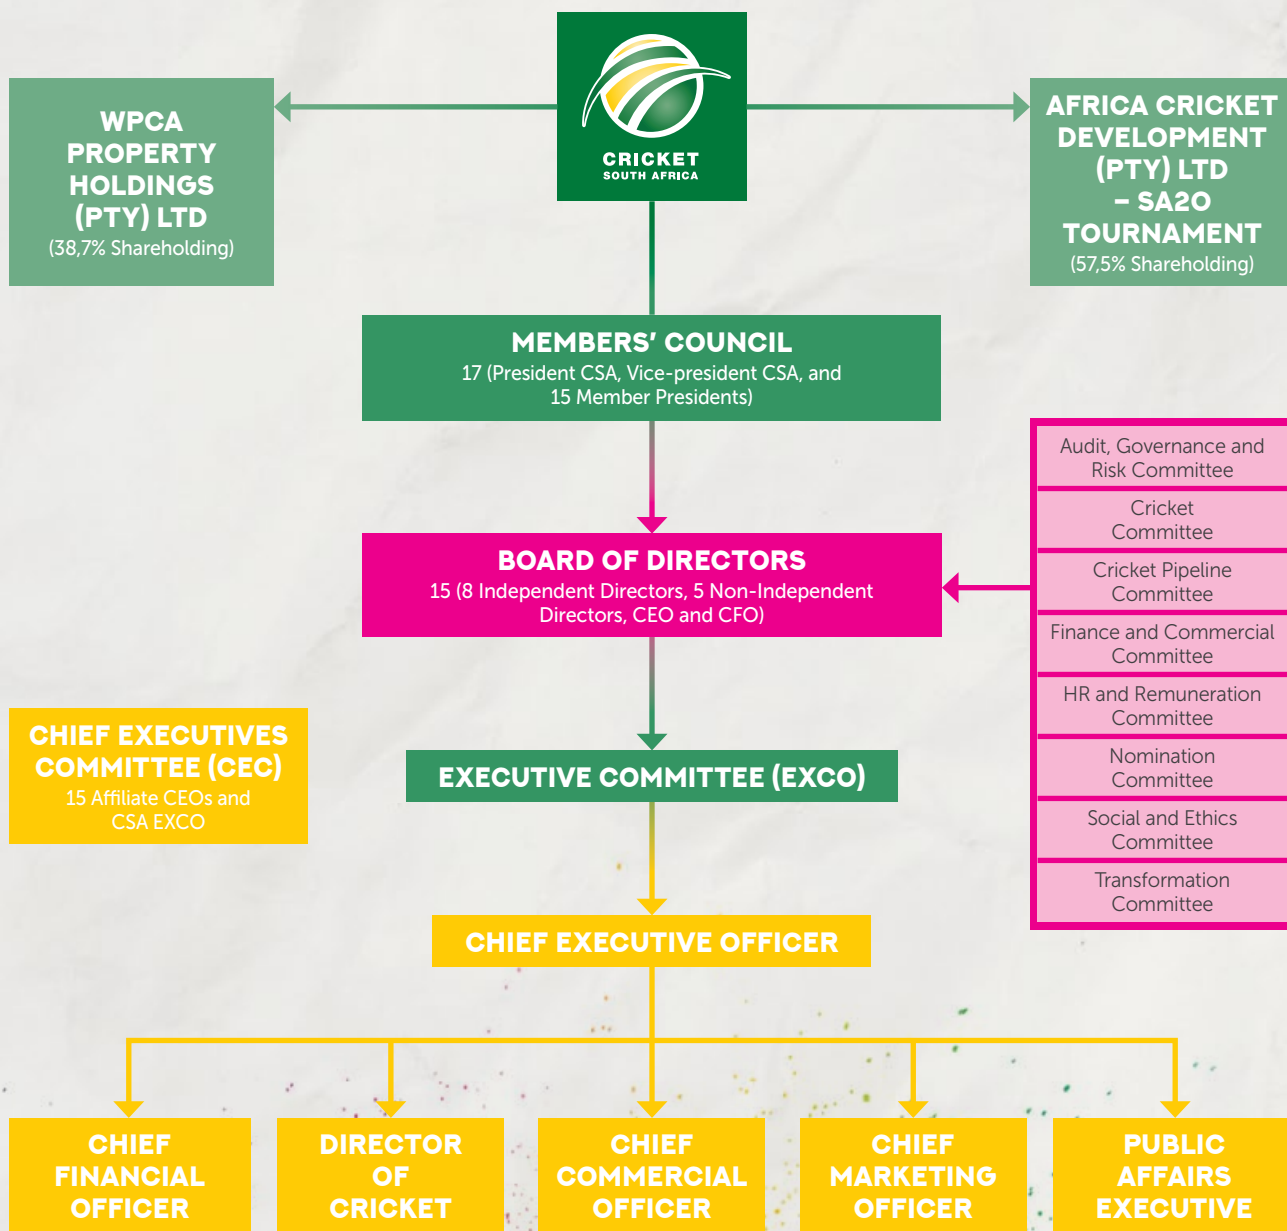 CRICKET
SOUTH AFRICA
WPCA
PROPERTY
HOLDINGS
(PTY) LTD
(38,7% Shareholding)
AFRICA CRICKET
DEVELOPMENT
(PTY) LTD
– SA20
TOURNAMENT
(57,5% Shareholding)
MEMBERS’ COUNCIL
17 (President CSA, Vice-president CSA, and
15 Member Presidents)
BOARD OF DIRECTORS
15 (8 Independent Directors, 5 Non-Independent
Directors, CEO and CFO)
Audit, Governance and
Risk Committee
Cricket
Committee
Cricket Pipeline
Committee
Finance and Commercial
Committee
HR and Remuneration
Committee
Nomination
Committee
Social and Ethics
Committee
Transformation
Committee
CHIEF EXECUTIVES
COMMITTEE (CEC)
15 Affiliate CEOs and
CSA EXCO
EXECUTIVE COMMITTEE (EXCO)
CHIEF EXECUTIVE OFFICER
CHIEF
FINANCIAL
OFFICER
DIRECTOR
OF
CRICKET
CHIEF
COMMERCIAL
OFFICER
CHIEF
MARKETING
OFFICER
PUBLIC
AFFAIRS
EXECUTIVE